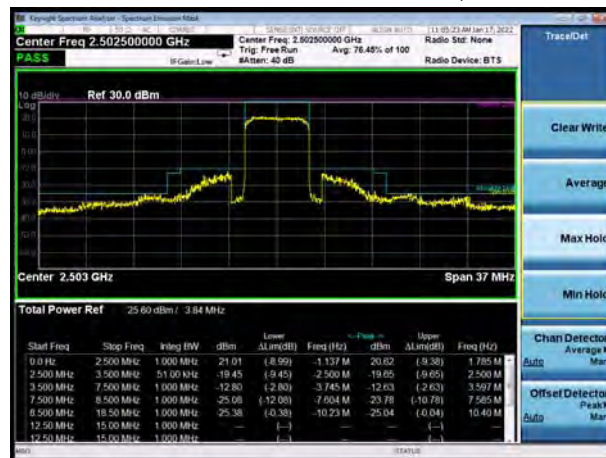 Keysight Spectrum Analyzer - Spectrum Emission Mask
Center Freq 2.502500000 GHz
PASS
IFGain:Low
Center Freq: 2.502500000 GHz
Trig: Free Run Avg: 76.45% of 100
#Atten: 40 dB
11:05:23 AM Jan 17, 2022
Radio Std: None
Radio Device: BTS
10 dB/div Ref 30.0 dBm
Log
Center 2.503 GHz Span 37 MHz
Total Power Ref 25.60 dBm / 3.84 MHz
Lower Peak Upper
Start Freq Stop Freq Integ BW dBm ΔLim(dB) Freq (Hz) dBm ΔLim(dB) Freq (Hz)
0.0 Hz 2.500 MHz 1.000 MHz 21.01 (-8.99) -1.137 M 20.62 (-9.38) 1.785 M
2.500 MHz 3.500 MHz 51.00 kHz -19.45 (-9.45) -2.500 M -19.65 (-9.65) 2.500 M
3.500 MHz 7.500 MHz 1.000 MHz -12.80 (-2.80) -3.745 M -12.63 (-2.63) 3.597 M
7.500 MHz 8.500 MHz 1.000 MHz -25.08 (-12.08) -7.604 M -23.78 (-10.78) 7.585 M
8.500 MHz 18.50 MHz 1.000 MHz -25.38 (-0.38) -10.23 M -25.04 (-0.04) 10.40 M
12.50 MHz 15.00 MHz 1.000 MHz --- (---) --- --- (---) ---
12.50 MHz 15.00 MHz 1.000 MHz --- (---) --- --- (---) ---
MSG STATUS
Trace/Det
Clear Write
Average
Max Hold
Min Hold
Chan Detector
Average
Auto Man
Offset Detector
Peak
Auto Man